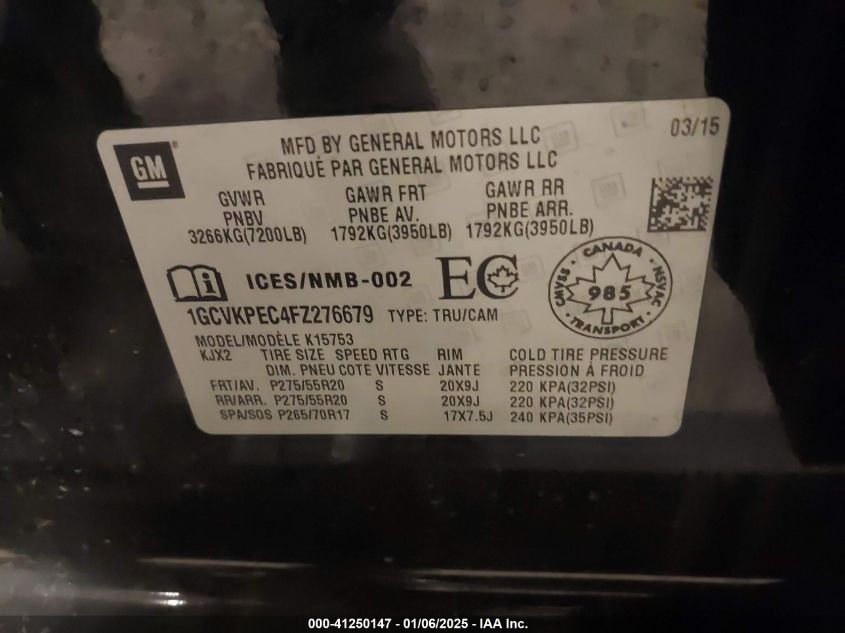 GM
MFD BY GENERAL MOTORS LLC
FABRIQUÉ PAR GENERAL MOTORS LLC
03/15
GVWR GAWR FRT GAWR RR
PNBV PNBE AV. PNBE ARR.
3266KG(7200LB) 1792KG(3950LB) 1792KG(3950LB)
i ICES/NMB-002 EC
CANADA
CMVSS 985 NSVAC
TRANSPORT
1GCVKPEC4FZ276679 TYPE: TRU/CAM
MODEL/MODÈLE K15753
KJX2 TIRE SIZE SPEED RTG RIM COLD TIRE PRESSURE
DIM. PNEU COTE VITESSE JANTE PRESSION À FROID
FRT/AV. P275/55R20 S 20X9J 220 KPA(32PSI)
RR/ARR. P275/55R20 S 20X9J 220 KPA(32PSI)
SPA/SOS P265/70R17 S 17X7.5J 240 KPA(35PSI)
000-41250147 - 01/06/2025 - IAA Inc.